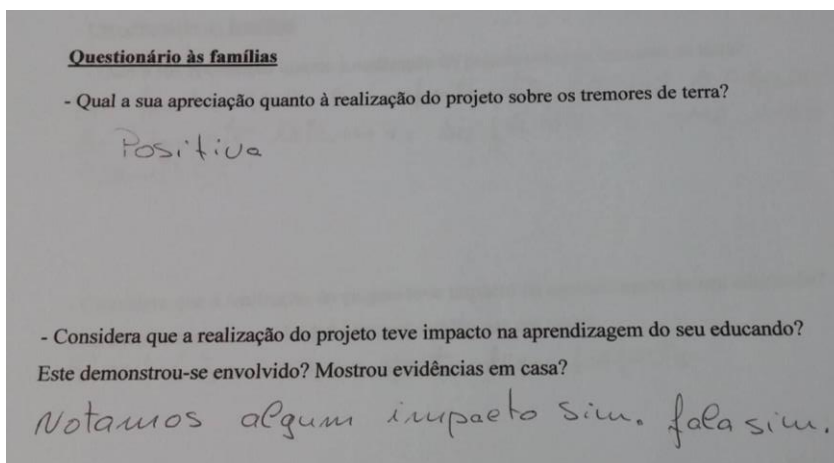 Questionário às famílias
- Qual a sua apreciação quanto à realização do projeto sobre os tremores de terra?
Positiva
- Considera que a realização do projeto teve impacto na aprendizagem do seu educando?
Este demonstrou-se envolvido? Mostrou evidências em casa?
Notamos algum impacto sim. fala sim.